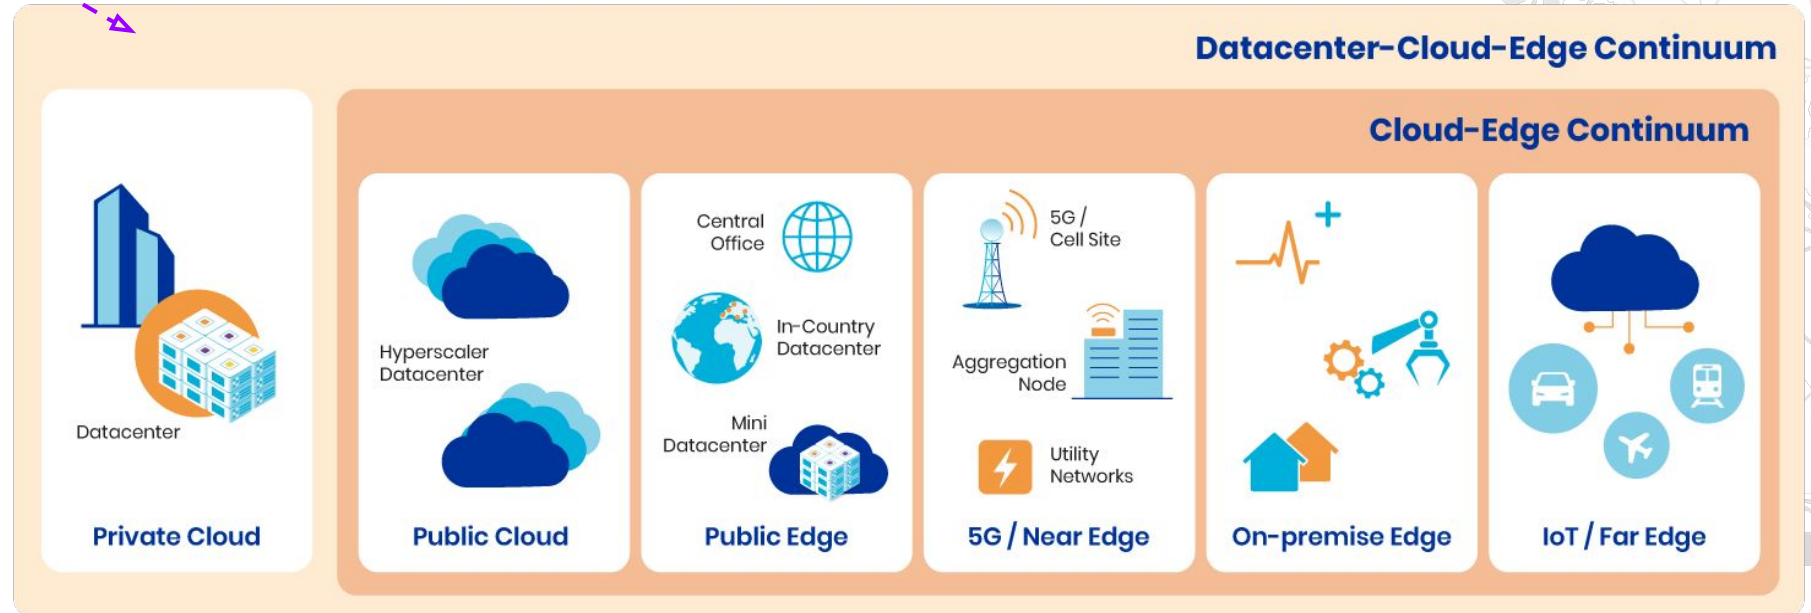 Datacenter-Cloud-Edge Continuum
Cloud-Edge Continuum
Datacenter
Private Cloud
Hyperscaler
Datacenter
Public Cloud
Central
Office
In-Country
Datacenter
Mini
Datacenter
Public Edge
5G /
Cell Site
Aggregation
Node
Utility
Networks
5G / Near Edge
On-premise Edge
IoT / Far Edge